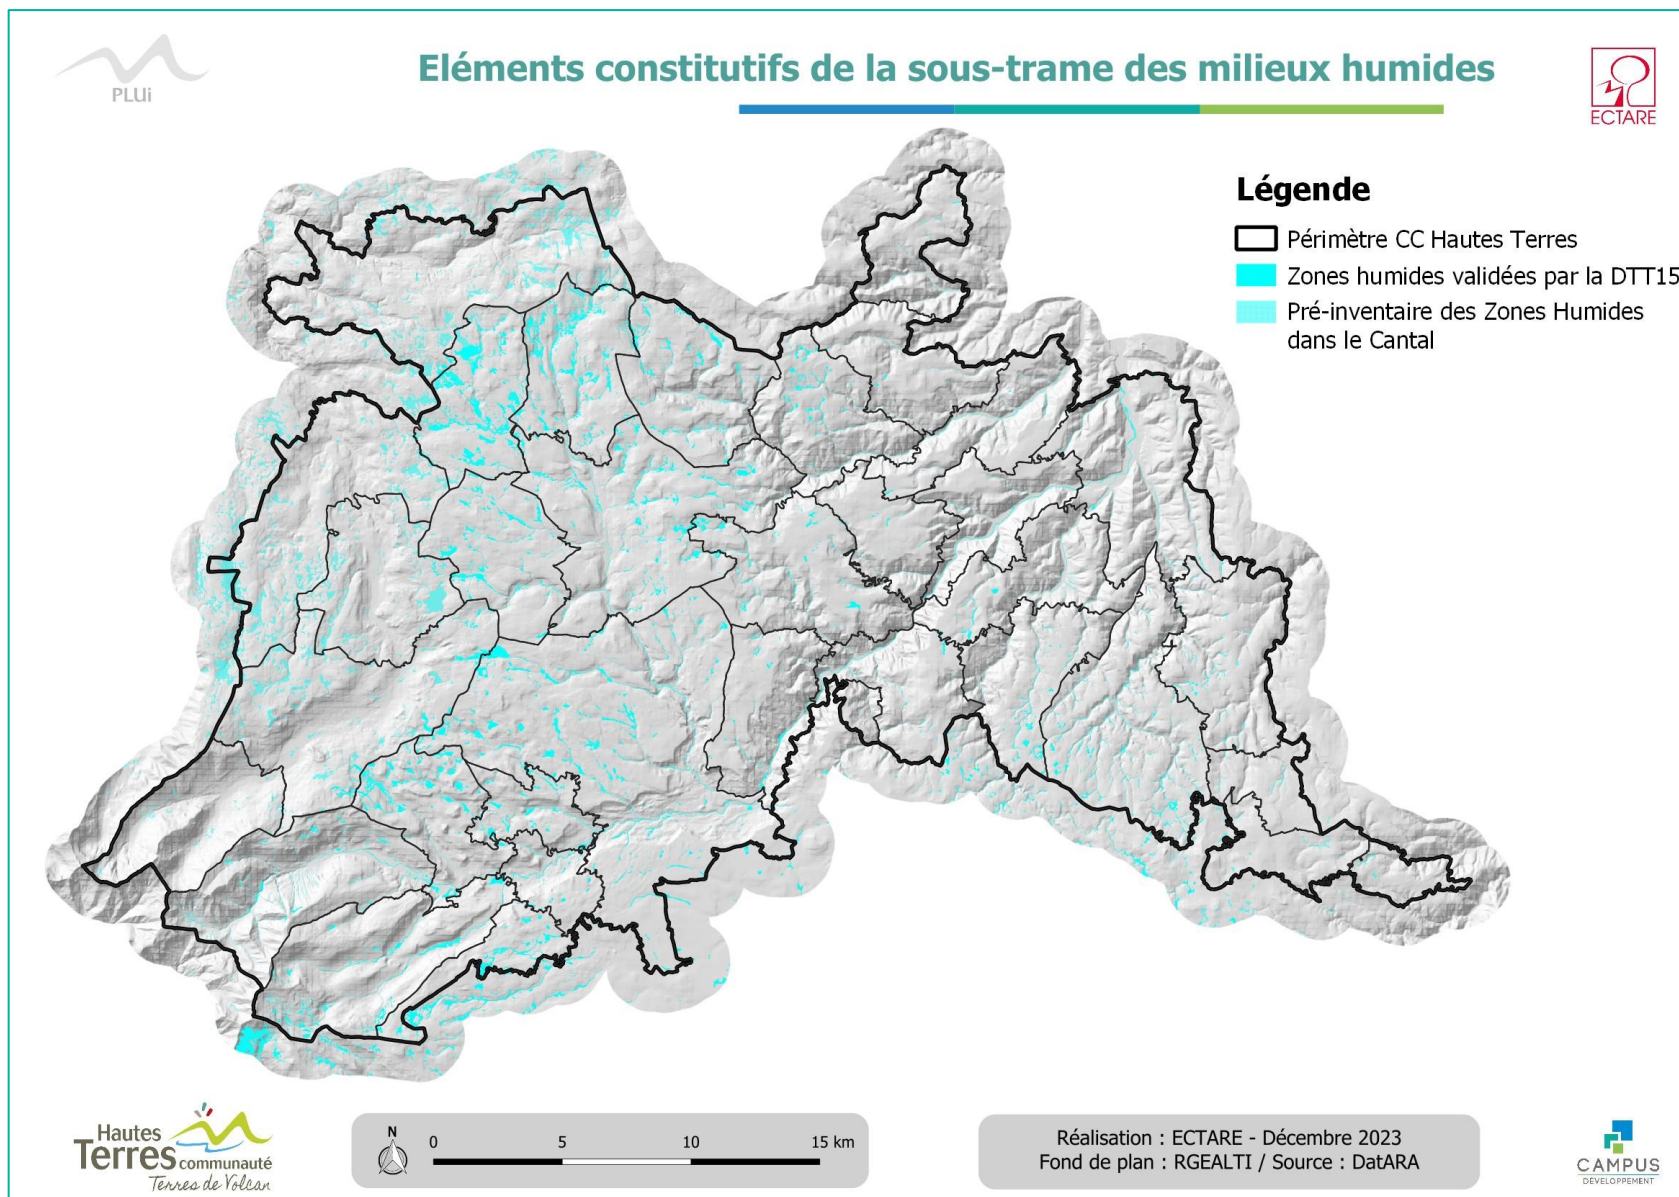 PLUi
Eléments constitutifs de la sous-trame des milieux humides
ECTARE
Légende
Périmètre CC Hautes Terres
Zones humides validées par la DTT15
Pré-inventaire des Zones Humides
dans le Cantal
Hautes
Terres communauté
Terres de Volcan
N
0 5 10 15 km
Réalisation : ECTARE - Décembre 2023
Fond de plan : RGEALTI / Source : DatARA
CAMPUS
DÉVELOPPEMENT